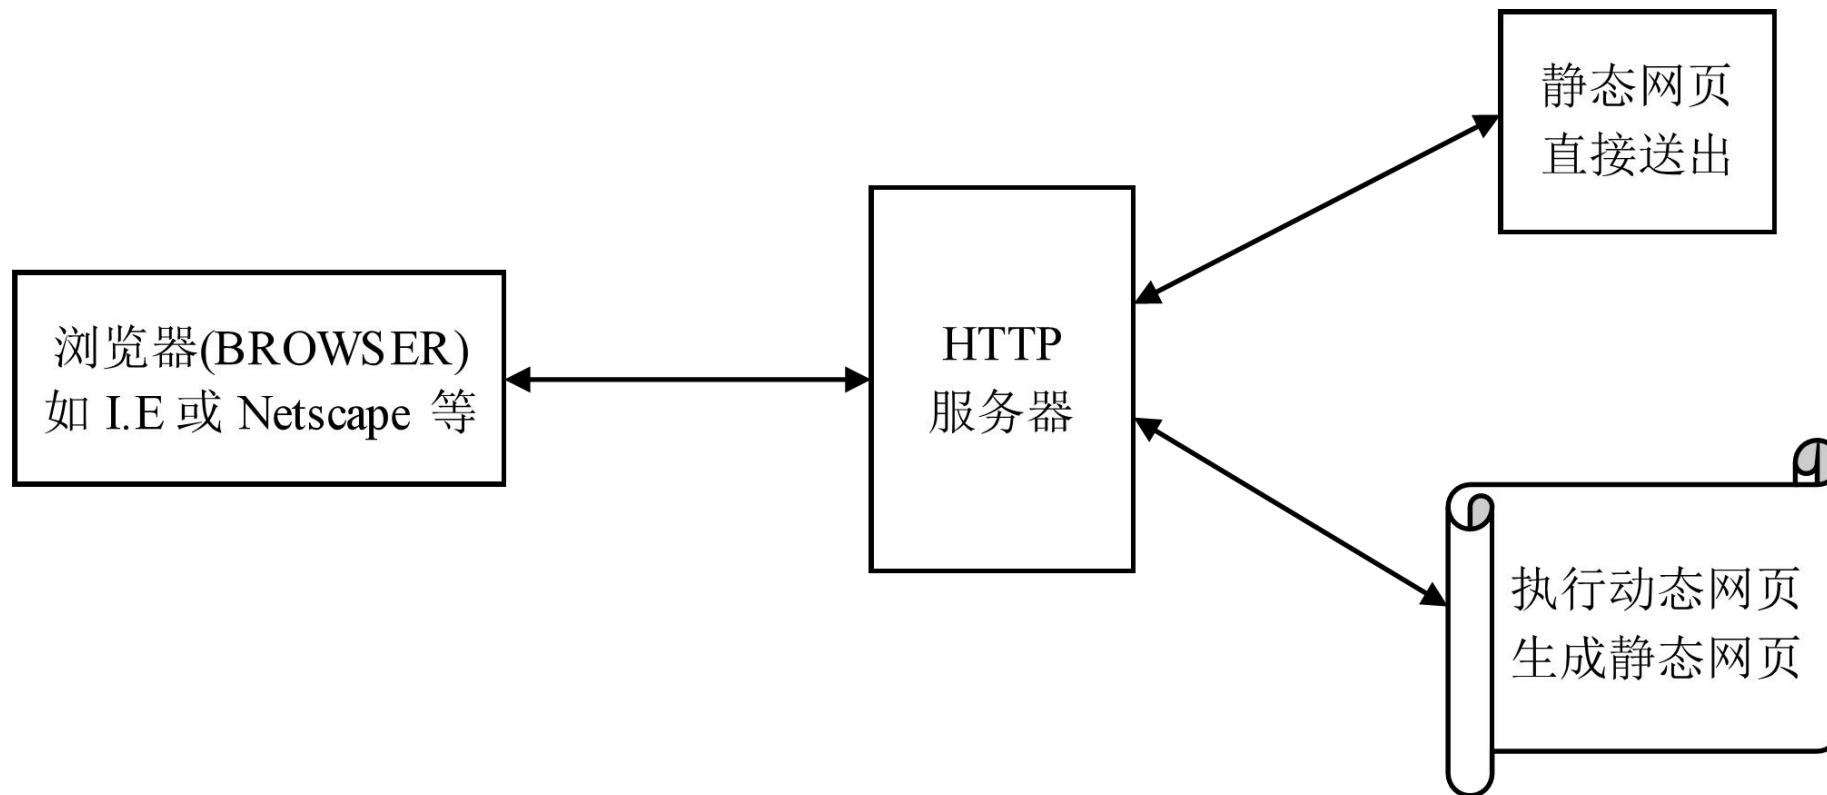 静态网页
直接送出
浏览器(BROWSER)
如 I.E 或 Netscape 等
HTTP
服务器
执行动态网页
生成静态网页